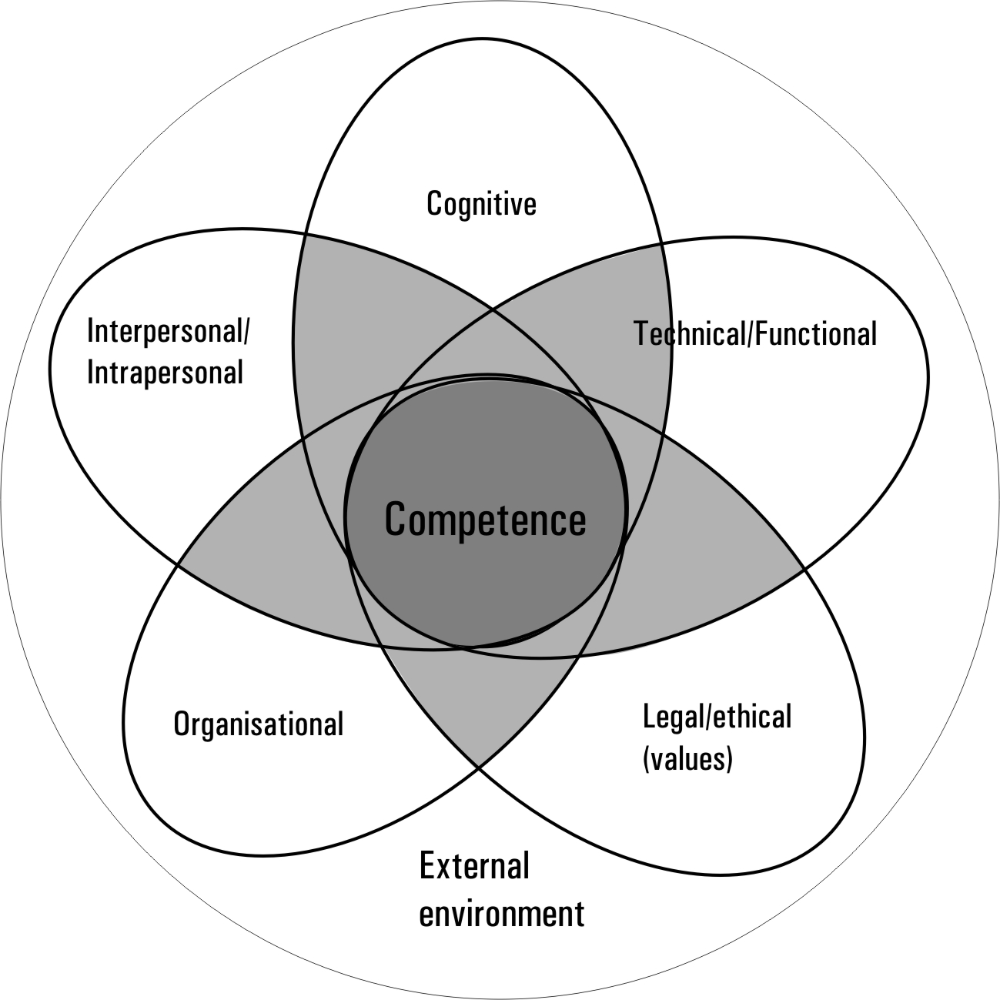 Cognitive
Interpersonal/
Intrapersonal
Technical/Functional
Competence
Organisational
Legal/ethical
(values)
External
environment